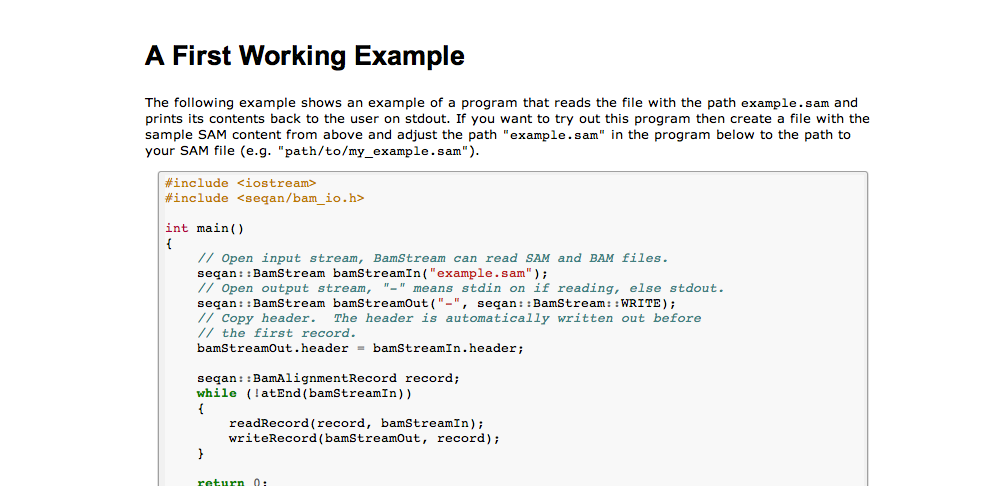 A First Working Example
The following example shows an example of a program that reads the file with the path example.sam and
prints its contents back to the user on stdout. If you want to try out this program then create a file with the
sample SAM content from above and adjust the path "example.sam" in the program below to the path to
your SAM file (e.g. "path/to/my_example.sam").
#include <iostream>
#include <seqan/bam_io.h>
int main()
{
    // Open input stream, BamStream can read SAM and BAM files.
    seqan::BamStream bamStreamIn("example.sam");
    // Open output stream, "-" means stdin on if reading, else stdout.
    seqan::BamStream bamStreamOut("-", seqan::BamStream::WRITE);
    // Copy header.  The header is automatically written out before
    // the first record.
    bamStreamOut.header = bamStreamIn.header;
    seqan::BamAlignmentRecord record;
    while (!atEnd(bamStreamIn))
    {
        readRecord(record, bamStreamIn);
        writeRecord(bamStreamOut, record);
    }
    return 0;